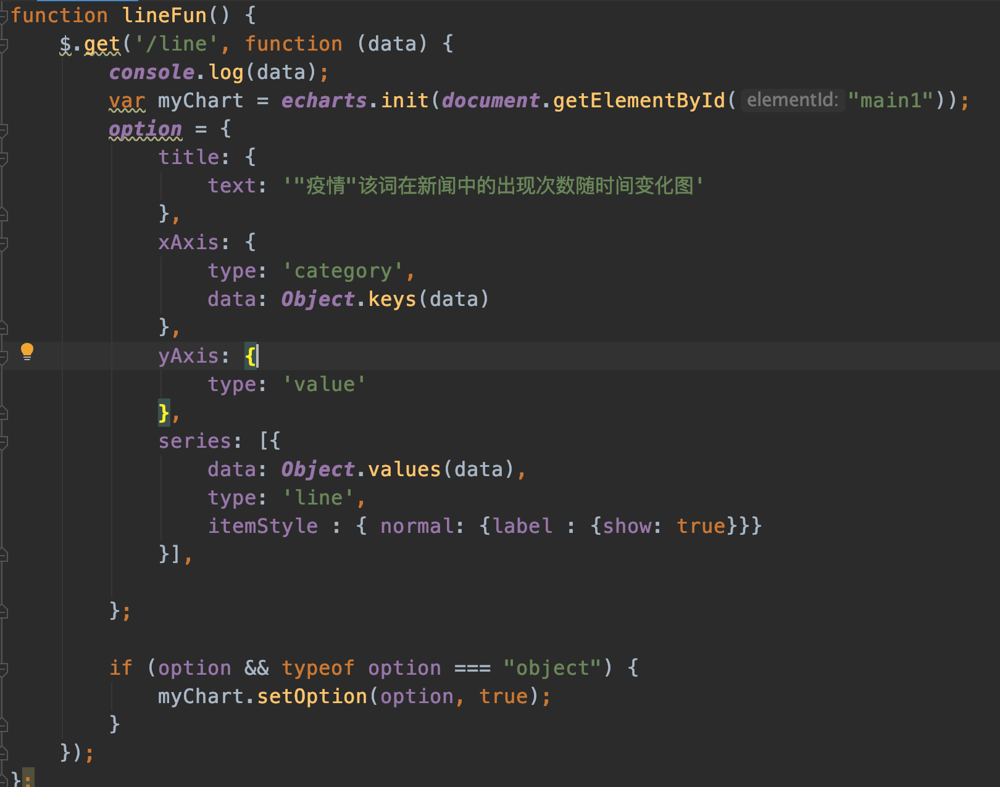 function lineFun() {
    $.get('/line', function (data) {
        console.log(data);
        var myChart = echarts.init(document.getElementById( elementId: "main1"));
        option = {
            title: {
                text: '"疫情"该词在新闻中的出现次数随时间变化图'
            },
            xAxis: {
                type: 'category',
                data: Object.keys(data)
            },
            yAxis: {
                type: 'value'
            },
            series: [{
                data: Object.values(data),
                type: 'line',
                itemStyle : { normal: {label : {show: true}}}
            }],

        };

        if (option && typeof option === "object") {
            myChart.setOption(option, true);
        }
    });
};